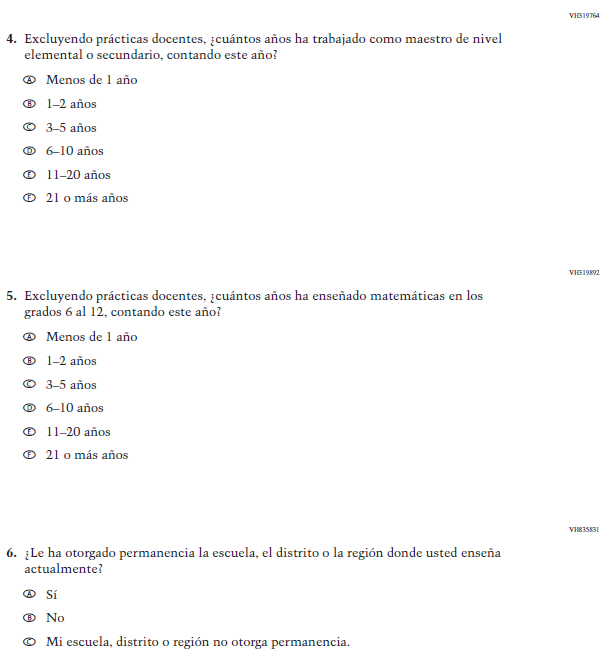 VH319764
4. Excluyendo prácticas docentes, ¿cuántos años ha trabajado como maestro de nivel
elemental o secundario, contando este año?
Ⓐ Menos de 1 año
Ⓑ 1–2 años
Ⓒ 3–5 años
Ⓓ 6–10 años
Ⓔ 11–20 años
Ⓕ 21 o más años
VH319892
5. Excluyendo prácticas docentes, ¿cuántos años ha enseñado matemáticas en los
grados 6 al 12, contando este año?
Ⓐ Menos de 1 año
Ⓑ 1–2 años
Ⓒ 3–5 años
Ⓓ 6–10 años
Ⓔ 11–20 años
Ⓕ 21 o más años
VH835831
6. ¿Le ha otorgado permanencia la escuela, el distrito o la región donde usted enseña
actualmente?
Ⓐ Sí
Ⓑ No
Ⓒ Mi escuela, distrito o región no otorga permanencia.